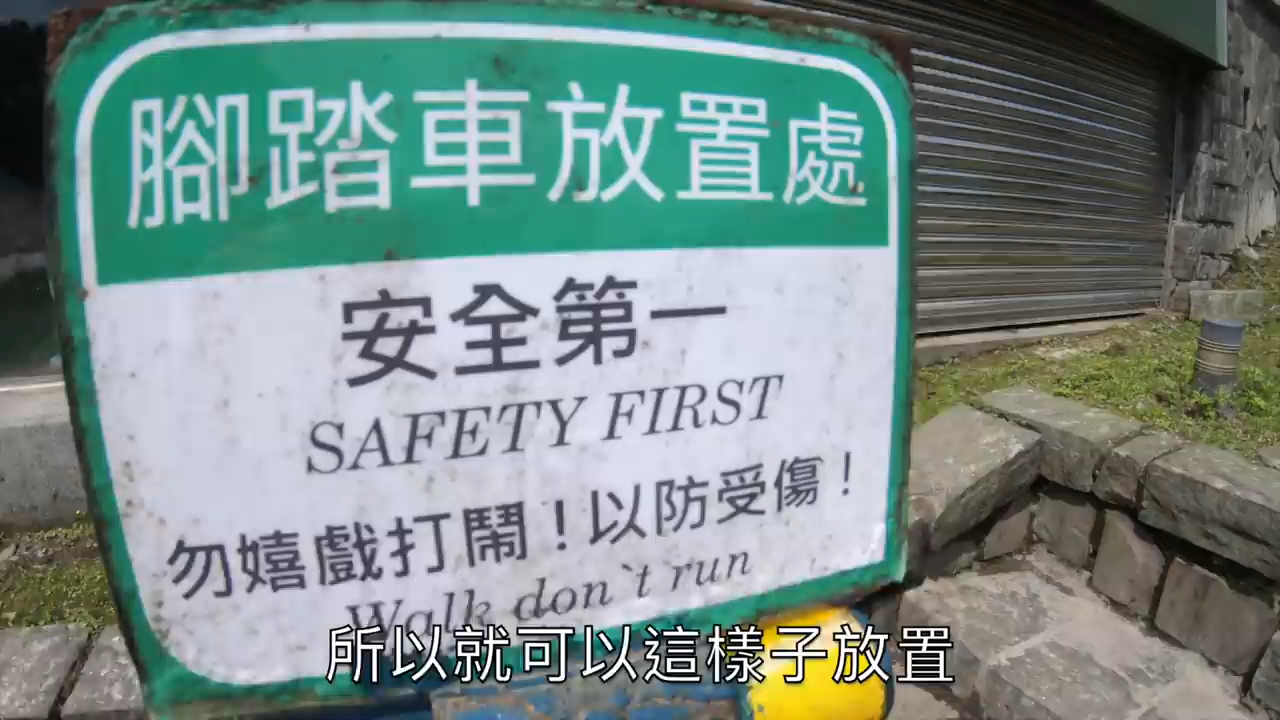 腳踏車放置處
安全第一
SAFETY FIRST
勿嬉戲打鬧！以防受傷！
Walk don`t run
所以就可以這樣子放置